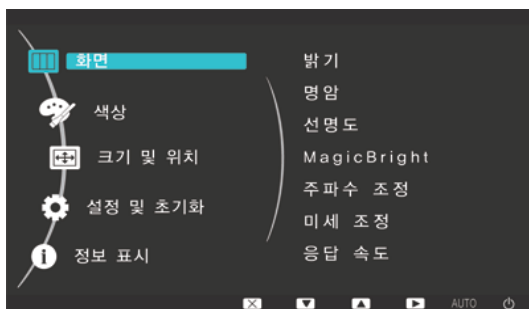 화면
색상
크기 및 위치
설정 및 초기화
정보 표시
밝기
명암
선명도
MagicBright
주파수 조정
미세 조정
응답 속도
AUTO